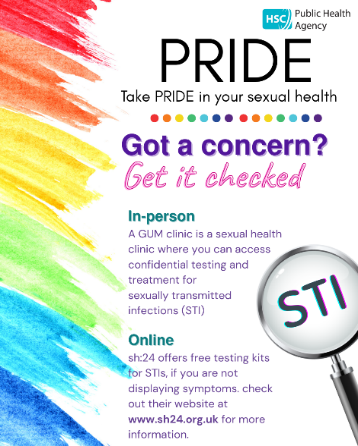 HSC Public Health
Agency
PRIDE
Take PRIDE in your sexual health
Got a concern?
Get it checked
In-person
A GUM clinic is a sexual health
clinic where you can access
confidential testing and
treatment for
sexually transmitted
infections (STI)
STI
Online
sh:24 offers free testing kits
for STIs, if you are not
displaying symptoms. check
out their website at
www.sh24.org.uk for more
information.